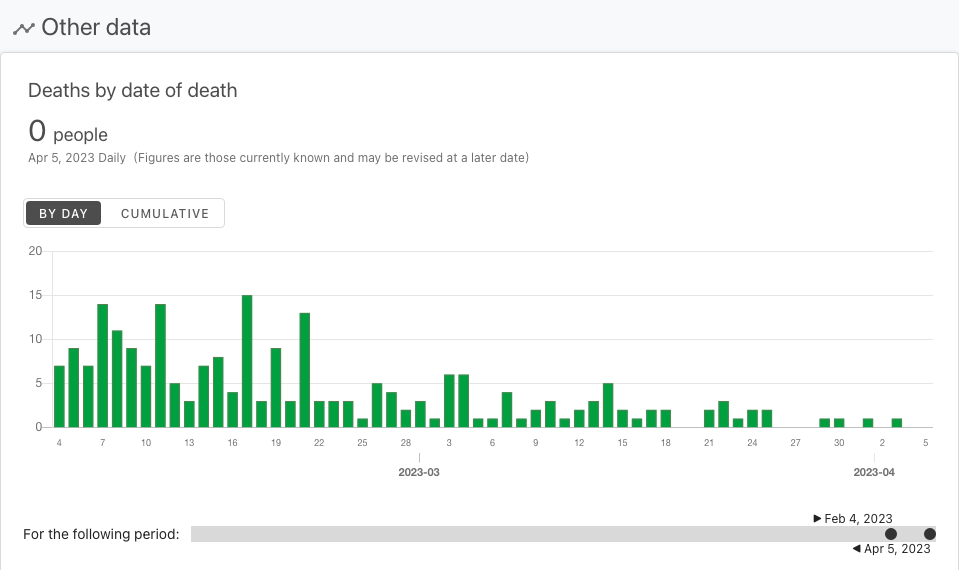 Other data
Deaths by date of death
0 people
Apr 5, 2023 Daily (Figures are those currently known and may be revised at a later date)
BY DAY CUMULATIVE
20
15
10
5
0
4 7 10 13 16 19 22 25 28 3 6 9 12 15 18 21 24 27 30 2 5
2023-03 2023-04
Feb 4, 2023
For the following period:
Apr 5, 2023